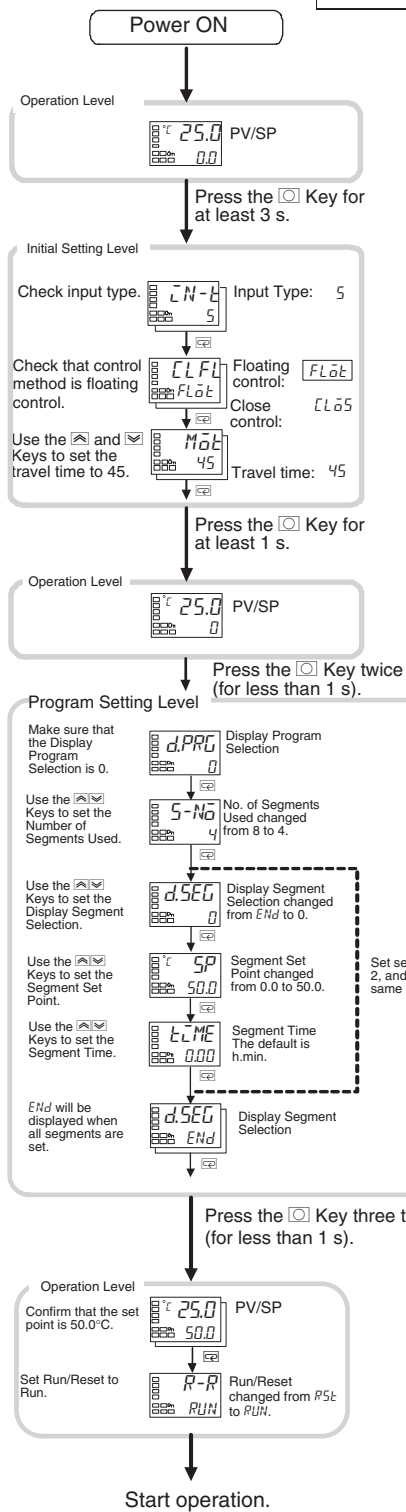 Power ON
Operation Level
°C 25.0 PV/SP
0.0
Press the Key for
at least 3 s.
Initial Setting Level
Check input type.
IN-t
5
Input Type: 5
Check that control
method is floating
control.
CLFL
FLOt
Floating
control: FLOt
Close
control: CLOS
Use the and
Keys to set the
travel time to 45.
MOt
45
Travel time: 45
Press the Key for
at least 1 s.
Operation Level
°C 25.0 PV/SP
0
Press the Key twice
(for less than 1 s).
Program Setting Level
Make sure that
the Display
Program
Selection is 0.
d.PRG
0
Display Program
Selection
Use the
Keys to set the
Number of
Segments Used.
S-NO
4
No. of Segments
Used changed
from 8 to 4.
Use the
Keys to set the
Display Segment
Selection.
d.SEG
0
Display Segment
Selection changed
from ENd to 0.
Use the
Keys to set the
Segment Set
Point.
°C SP
50.0
Segment Set
Point changed
from 0.0 to 50.0.
Set se
2, and
same
Use the
Keys to set the
Segment Time.
tIME
0.00
Segment Time
The default is
h.min.
ENd will be
displayed when
all segments are
set.
d.SEG
ENd
Display Segment
Selection
Press the Key three t
(for less than 1 s).
Operation Level
Confirm that the set
point is 50.0°C.
°C 25.0
50.0
PV/SP
Set Run/Reset to
Run.
R-R
RUN
Run/Reset
changed from RSt
to RUN.
Start operation.